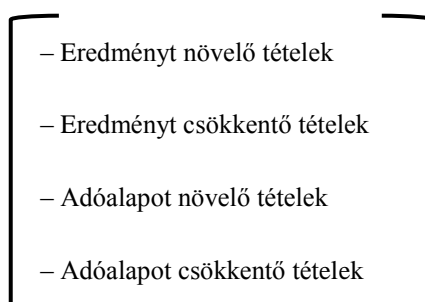 – Eredményt növelő tételek
– Eredményt csökkentő tételek
– Adóalapot növelő tételek
– Adóalapot csökkentő tételek